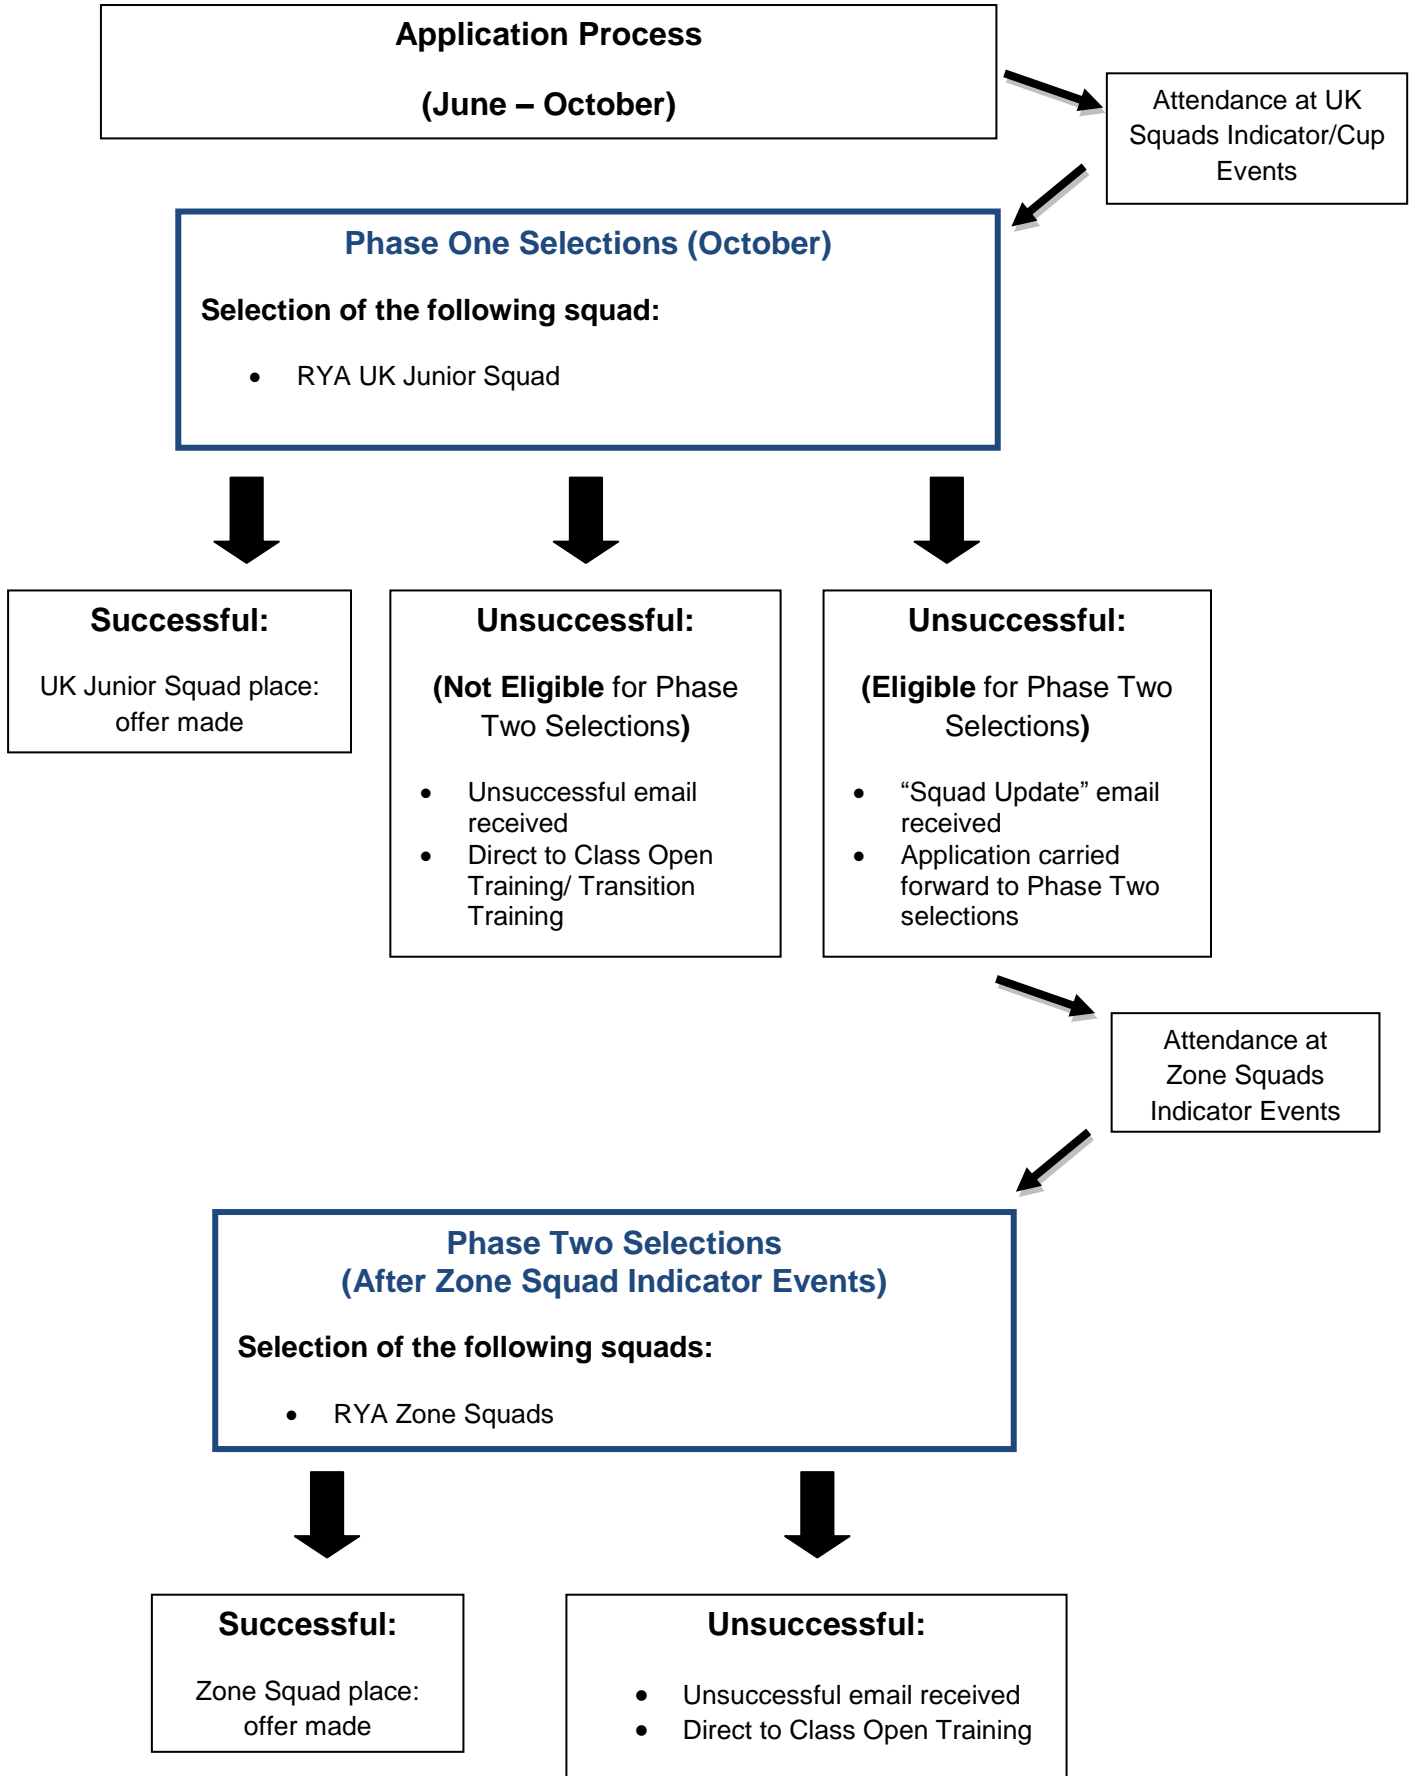 Application Process
(June – October)
Attendance at UK
Squads Indicator/Cup
Events
Phase One Selections (October)
Selection of the following squad:
• RYA UK Junior Squad
Successful:
UK Junior Squad place:
offer made
Unsuccessful:
(Not Eligible for Phase
Two Selections)
• Unsuccessful email
received
• Direct to Class Open
Training/ Transition
Training
Unsuccessful:
(Eligible for Phase Two
Selections)
• “Squad Update” email
received
• Application carried
forward to Phase Two
selections
Attendance at
Zone Squads
Indicator Events
Phase Two Selections
(After Zone Squad Indicator Events)
Selection of the following squads:
• RYA Zone Squads
Successful:
Zone Squad place:
offer made
Unsuccessful:
• Unsuccessful email received
• Direct to Class Open Training